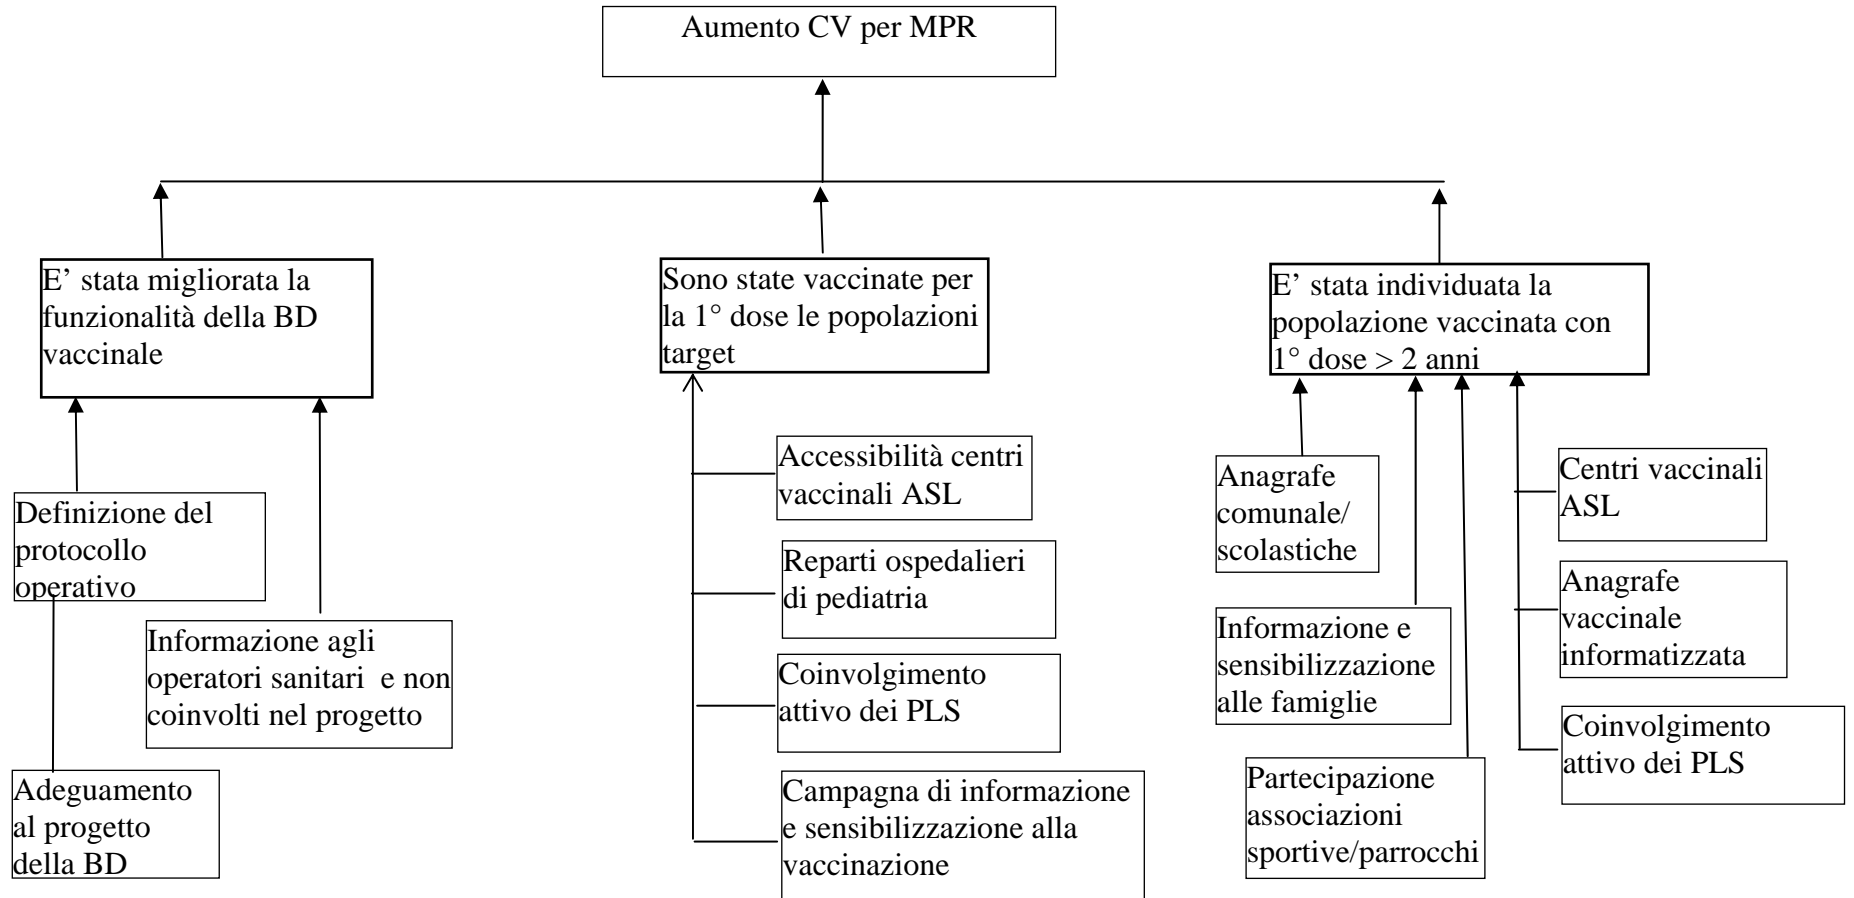 Aumento CV per MPR
E’ stata migliorata la
funzionalità della BD
vaccinale
Sono state vaccinate per
la 1° dose le popolazioni
target
E’ stata individuata la
popolazione vaccinata con
1° dose > 2 anni
Definizione del
protocollo
operativo
Informazione agli
operatori sanitari e non
coinvolti nel progetto
Adeguamento
al progetto
della BD
Accessibilità centri
vaccinali ASL
Reparti ospedalieri
di pediatria
Coinvolgimento
attivo dei PLS
Campagna di informazione
e sensibilizzazione alla
vaccinazione
Anagrafe
comunale/
scolastiche
Informazione e
sensibilizzazione
alle famiglie
Partecipazione
associazioni
sportive/parrocchi
Centri vaccinali
ASL
Anagrafe
vaccinale
informatizzata
Coinvolgimento
attivo dei PLS